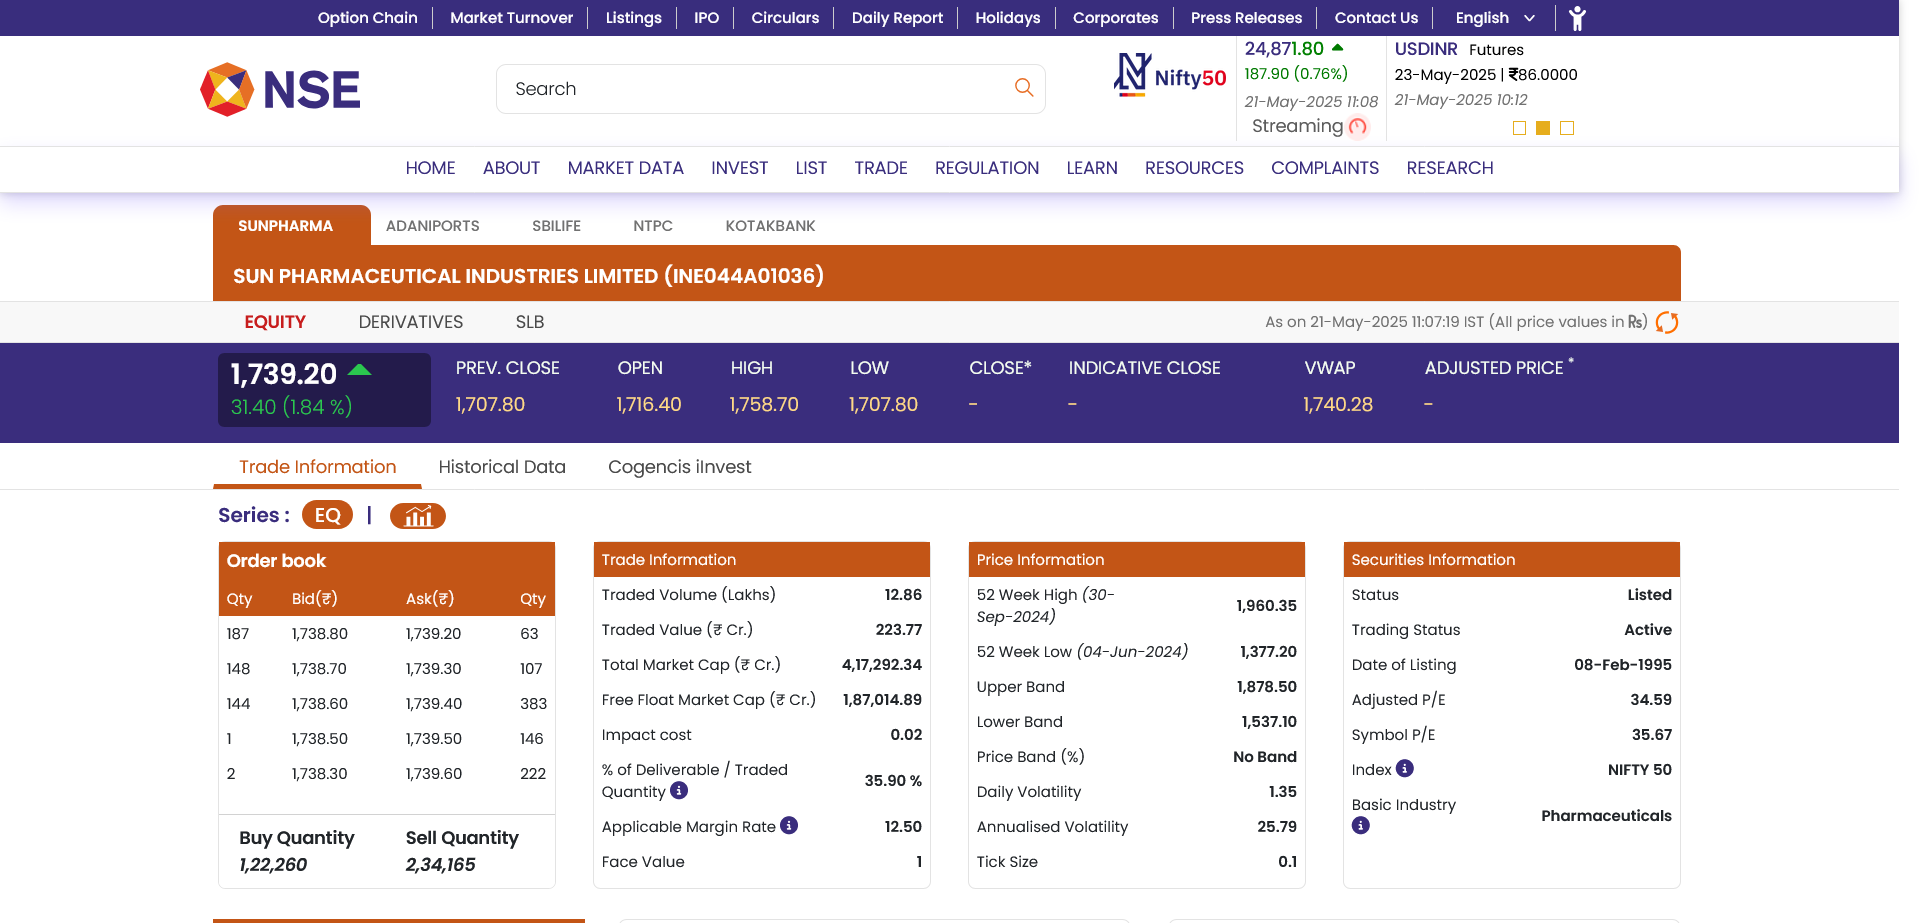 Option Chain Market Turnover Listings IPO Circulars Daily Report Holidays Corporates Press Releases Contact Us English
NSE
Search
Nifty50
24,871.80
187.90 (0.76%)
21-May-2025 11:08
Streaming
USDINR Futures
23-May-2025 | ₹86.0000
21-May-2025 10:12
HOME ABOUT MARKET DATA INVEST LIST TRADE REGULATION LEARN RESOURCES COMPLAINTS RESEARCH
SUNPHARMA ADANIPORTS SBILIFE NTPC KOTAKBANK
SUN PHARMACEUTICAL INDUSTRIES LIMITED (INE044A01036)
EQUITY DERIVATIVES SLB As on 21-May-2025 11:07:19 IST (All price values in ₨)
1,739.20
31.40 (1.84 %)
PREV. CLOSE OPEN HIGH LOW CLOSE* INDICATIVE CLOSE VWAP ADJUSTED PRICE *
1,707.80 1,716.40 1,758.70 1,707.80 - - 1,740.28 -
Trade Information Historical Data Cogencis iInvest
Series : EQ |
Order book
Qty Bid(₹) Ask(₹) Qty
187 1,738.80 1,739.20 63
148 1,738.70 1,739.30 107
144 1,738.60 1,739.40 383
1 1,738.50 1,739.50 146
2 1,738.30 1,739.60 222
Buy Quantity Sell Quantity
1,22,260 2,34,165
Trade Information
Traded Volume (Lakhs) 12.86
Traded Value (₹ Cr.) 223.77
Total Market Cap (₹ Cr.) 4,17,292.34
Free Float Market Cap (₹ Cr.) 1,87,014.89
Impact cost 0.02
% of Deliverable / Traded
Quantity 35.90 %
Applicable Margin Rate 12.50
Face Value 1
Price Information
52 Week High (30-
Sep-2024) 1,960.35
52 Week Low (04-Jun-2024) 1,377.20
Upper Band 1,878.50
Lower Band 1,537.10
Price Band (%) No Band
Daily Volatility 1.35
Annualised Volatility 25.79
Tick Size 0.1
Securities Information
Status Listed
Trading Status Active
Date of Listing 08-Feb-1995
Adjusted P/E 34.59
Symbol P/E 35.67
Index NIFTY 50
Basic Industry Pharmaceuticals